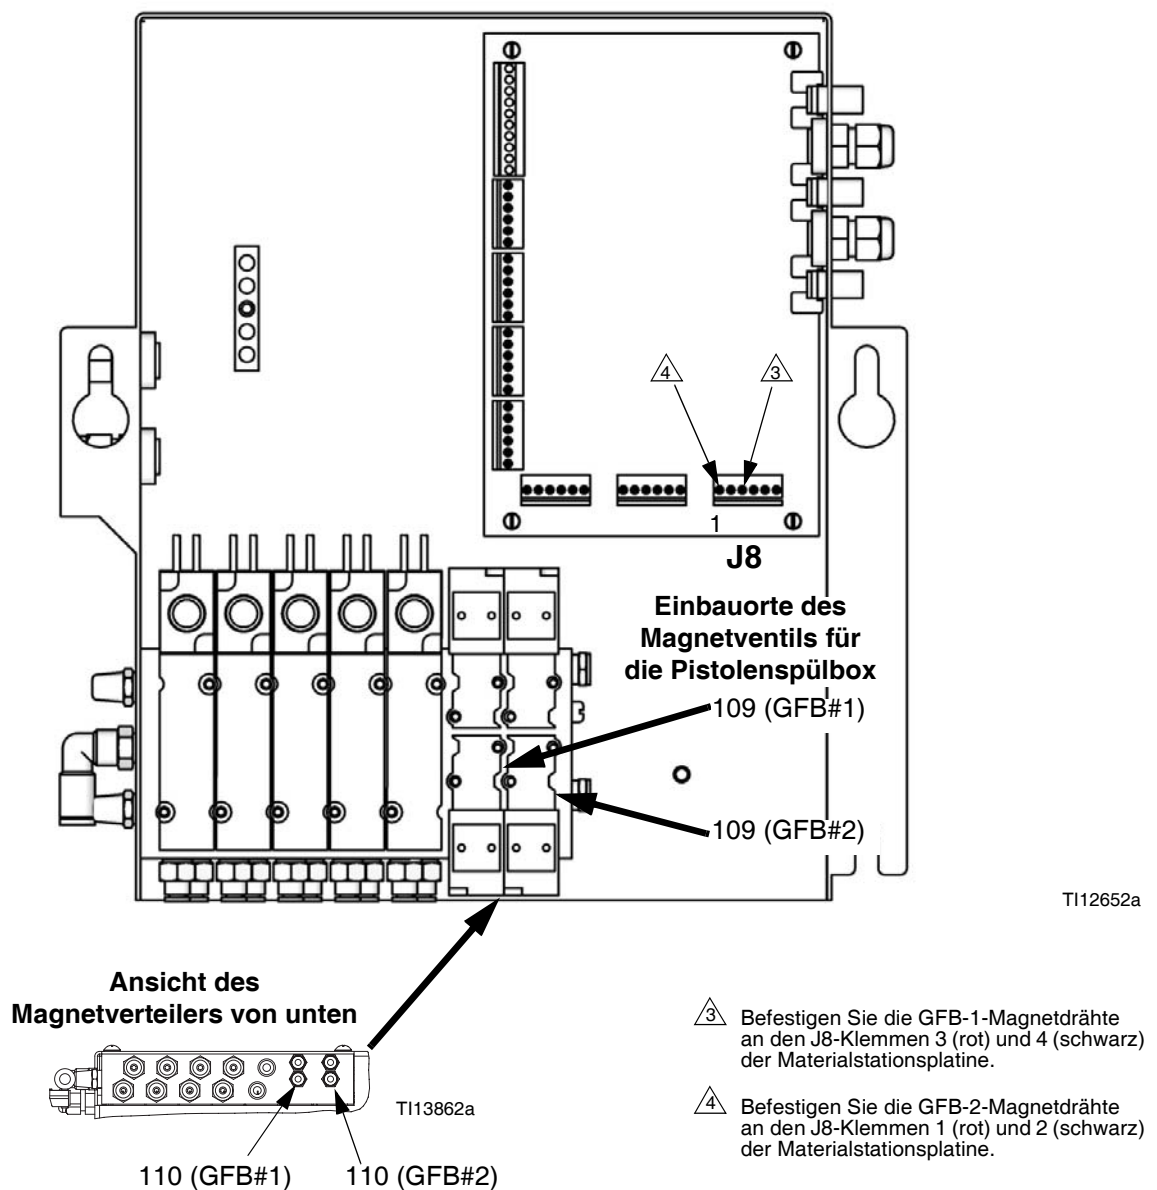 4
3
1
J8
Einbauorte des
Magnetventils für
die Pistolenspülbox
109 (GFB#1)
109 (GFB#2)
TI12652a
Ansicht des
Magnetverteilers von unten
TI13862a
110 (GFB#1)
110 (GFB#2)
3 Befestigen Sie die GFB-1-Magnetdrähte
an den J8-Klemmen 3 (rot) und 4 (schwarz)
der Materialstationsplatine.
4 Befestigen Sie die GFB-2-Magnetdrähte
an den J8-Klemmen 1 (rot) und 2 (schwarz)
der Materialstationsplatine.